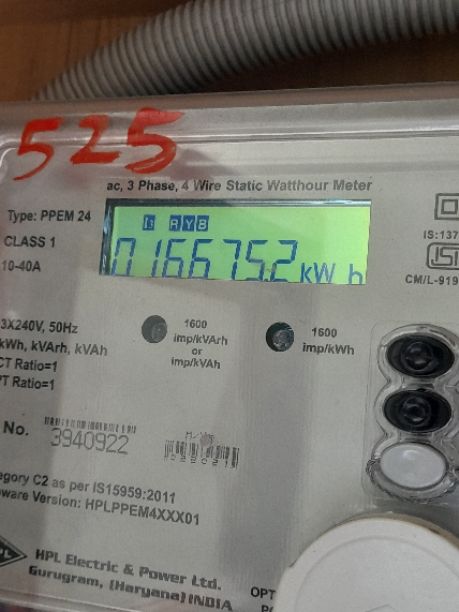 525
ac, 3 Phase, 4 Wire Static Watthour Meter
Type: PPEM 24
CLASS 1
10-40A
R Y B
016675.2 kWh
IS:137
ISI
CM/L-919
3X240V, 50Hz
kWh, kVArh, kVAh
CT Ratio=1
PT Ratio=1
1600
imp/kVArh
or
imp/kVAh
1600
imp/kWh
No.
3940922
egory C2 as per IS15959:2011
ware Version: HPLPPEM4XXX01
HPL Electric & Power Ltd.
Gurugram, (Haryana) INDIA
OPT